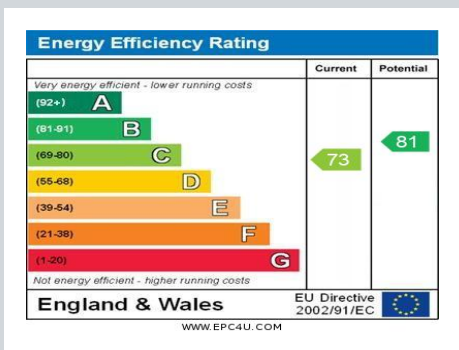 Energy Efficiency Rating
Current Potential
Very energy efficient - lower running costs
(92+) A
(81-91) B
(69-80) C
(55-68) D
(39-54) E
(21-38) F
(1-20) G
73
81
Not energy efficient - higher running costs
England & Wales
EU Directive
2002/91/EC
WWW.EPC4U.COM